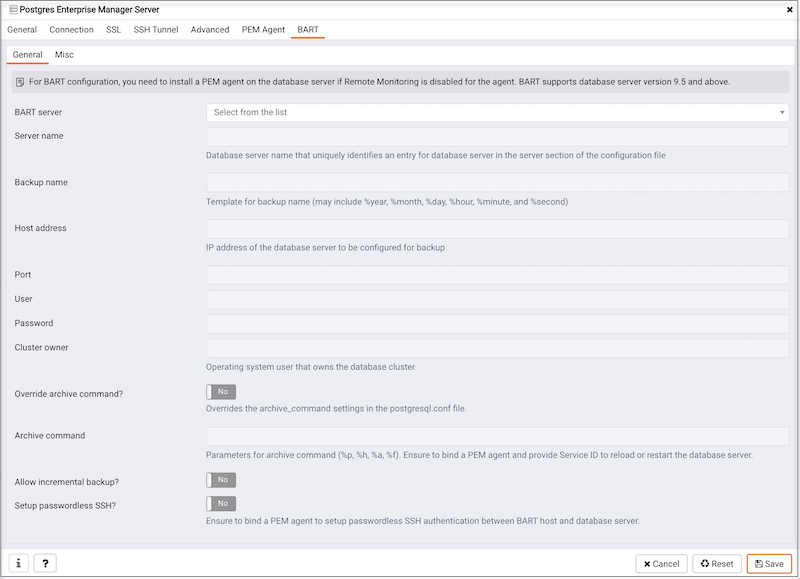 Postgres Enterprise Manager Server
General Connection SSL SSH Tunnel Advanced PEM Agent BART
General Misc
For BART configuration, you need to install a PEM agent on the database server if Remote Monitoring is disabled for the agent. BART supports database server version 9.5 and above.
BART server Select from the list
Server name
Database server name that uniquely identifies an entry for database server in the server section of the configuration file
Backup name
Template for backup name (may include %year, %month, %day, %hour, %minute, and %second)
Host address
IP address of the database server to be configured for backup
Port
User
Password
Cluster owner
Operating system user that owns the database cluster
Override archive command? No
Overrides the archive_command settings in the postgresql.conf file.
Archive command
Parameters for archive command (%p, %h, %a, %f). Ensure to bind a PEM agent and provide Service ID to reload or restart the database server.
Allow incremental backup? No
Setup passwordless SSH? No
Ensure to bind a PEM agent to setup passwordless SSH authentication between BART host and database server.
i ? Cancel Reset Save